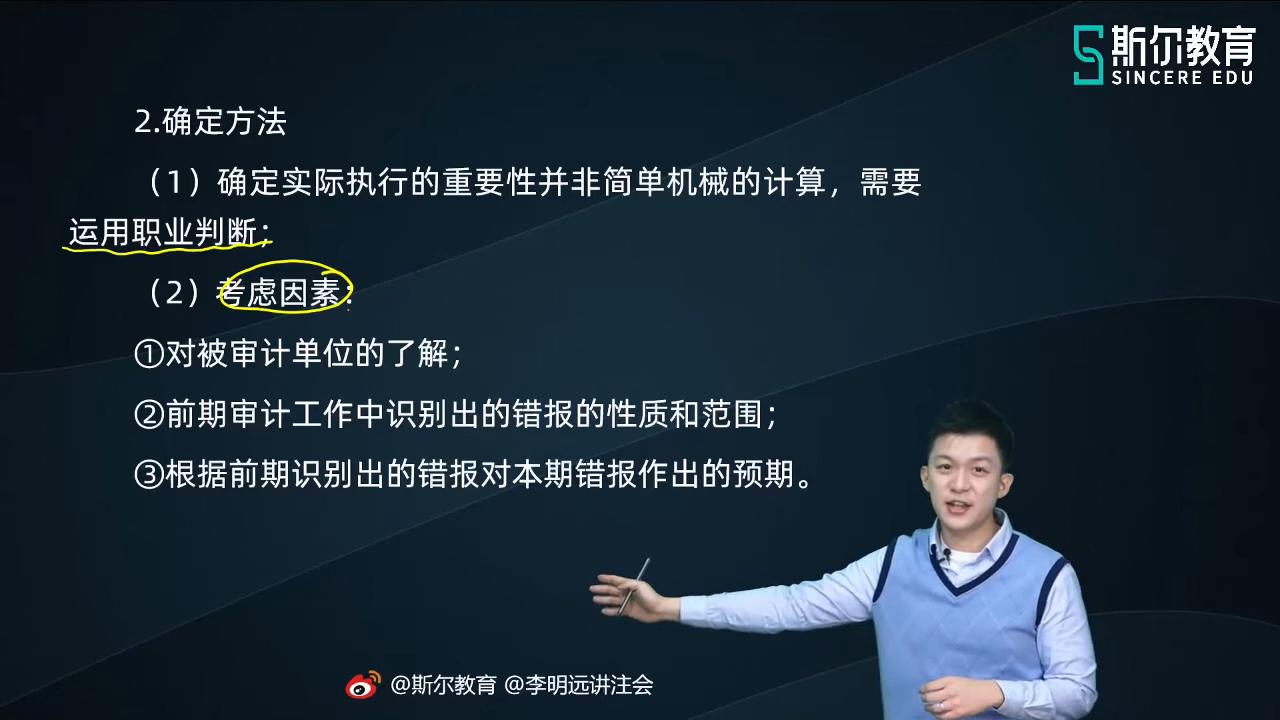 斯尔教育
SINCERE EDU
2.确定方法
（1）确定实际执行的重要性并非简单机械的计算，需要
运用职业判断；
（2）考虑因素：
①对被审计单位的了解；
②前期审计工作中识别出的错报的性质和范围；
③根据前期识别出的错报对本期错报作出的预期。
@斯尔教育 @李明远讲注会